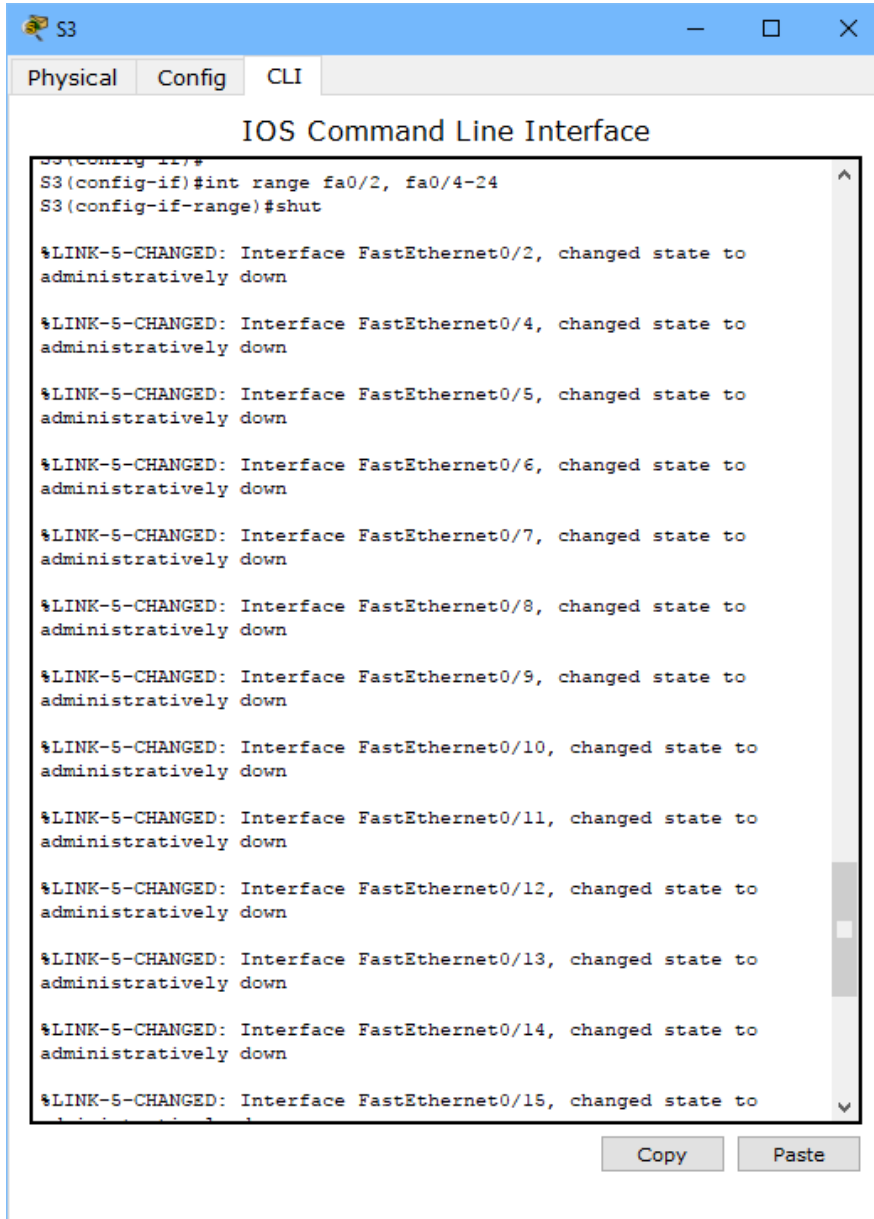 S3
Physical Config CLI
IOS Command Line Interface
S3(config-if)#
S3(config-if)#int range fa0/2, fa0/4-24
S3(config-if-range)#shut
%LINK-5-CHANGED: Interface FastEthernet0/2, changed state to
administratively down
%LINK-5-CHANGED: Interface FastEthernet0/4, changed state to
administratively down
%LINK-5-CHANGED: Interface FastEthernet0/5, changed state to
administratively down
%LINK-5-CHANGED: Interface FastEthernet0/6, changed state to
administratively down
%LINK-5-CHANGED: Interface FastEthernet0/7, changed state to
administratively down
%LINK-5-CHANGED: Interface FastEthernet0/8, changed state to
administratively down
%LINK-5-CHANGED: Interface FastEthernet0/9, changed state to
administratively down
%LINK-5-CHANGED: Interface FastEthernet0/10, changed state to
administratively down
%LINK-5-CHANGED: Interface FastEthernet0/11, changed state to
administratively down
%LINK-5-CHANGED: Interface FastEthernet0/12, changed state to
administratively down
%LINK-5-CHANGED: Interface FastEthernet0/13, changed state to
administratively down
%LINK-5-CHANGED: Interface FastEthernet0/14, changed state to
administratively down
%LINK-5-CHANGED: Interface FastEthernet0/15, changed state to
Copy Paste